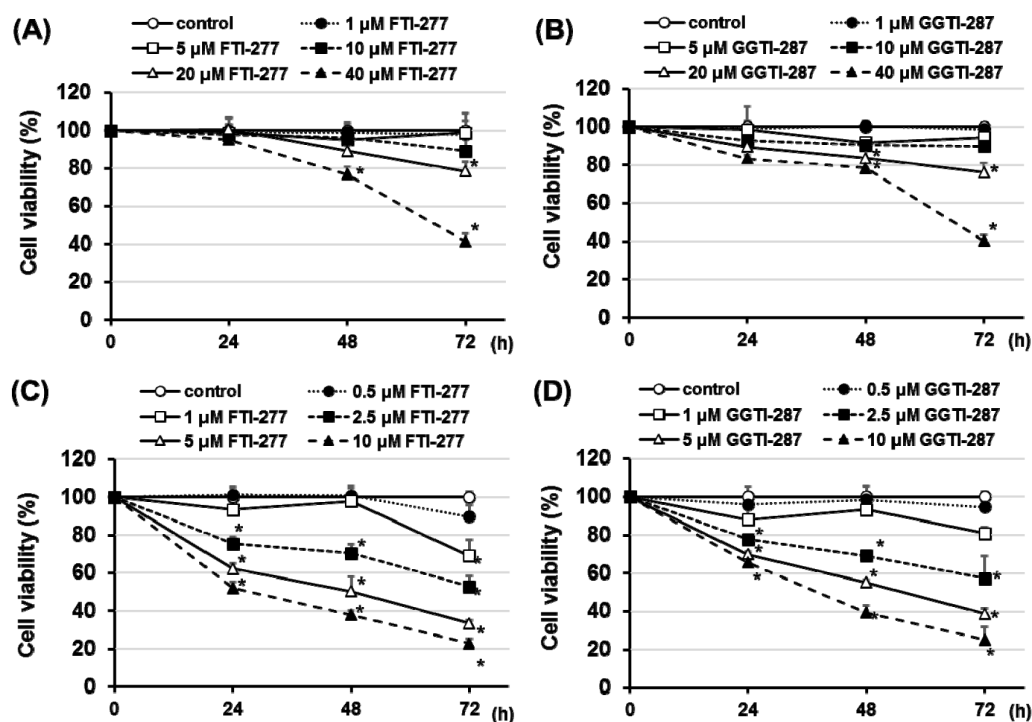 (A)
control 1 μM FTI-277
5 μM FTI-277 10 μM FTI-277
20 μM FTI-277 40 μM FTI-277
Cell viability (%)
120
100
80
60
40
20
0
* * *
*
0 24 48 72 (h)
(B)
control 1 μM GGTI-287
5 μM GGTI-287 10 μM GGTI-287
20 μM GGTI-287 40 μM GGTI-287
Cell viability (%)
120
100
80
60
40
20
0
* * *
*
0 24 48 72 (h)
(C)
control 0.5 μM FTI-277
1 μM FTI-277 2.5 μM FTI-277
5 μM FTI-277 10 μM FTI-277
Cell viability (%)
120
100
80
60
40
20
0
* * *
* * *
* * *
*
0 24 48 72 (h)
(D)
control 0.5 μM GGTI-287
1 μM GGTI-287 2.5 μM GGTI-287
5 μM GGTI-287 10 μM GGTI-287
Cell viability (%)
120
100
80
60
40
20
0
* * *
* * *
* * *
0 24 48 72 (h)